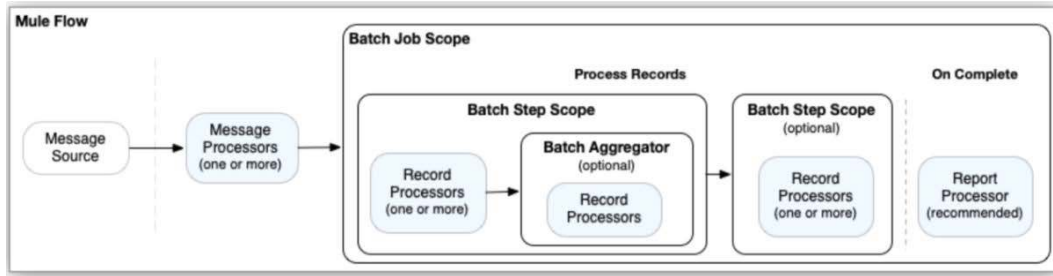 Mule Flow
Batch Job Scope
Process Records
On Complete
Batch Step Scope
Batch Step Scope
(optional)
Message
Source
Message
Processors
(one or more)
Batch Aggregator
(optional)
Record
Processors
(one or more)
Record
Processors
Record
Processors
(one or more)
Report
Processor
(recommended)